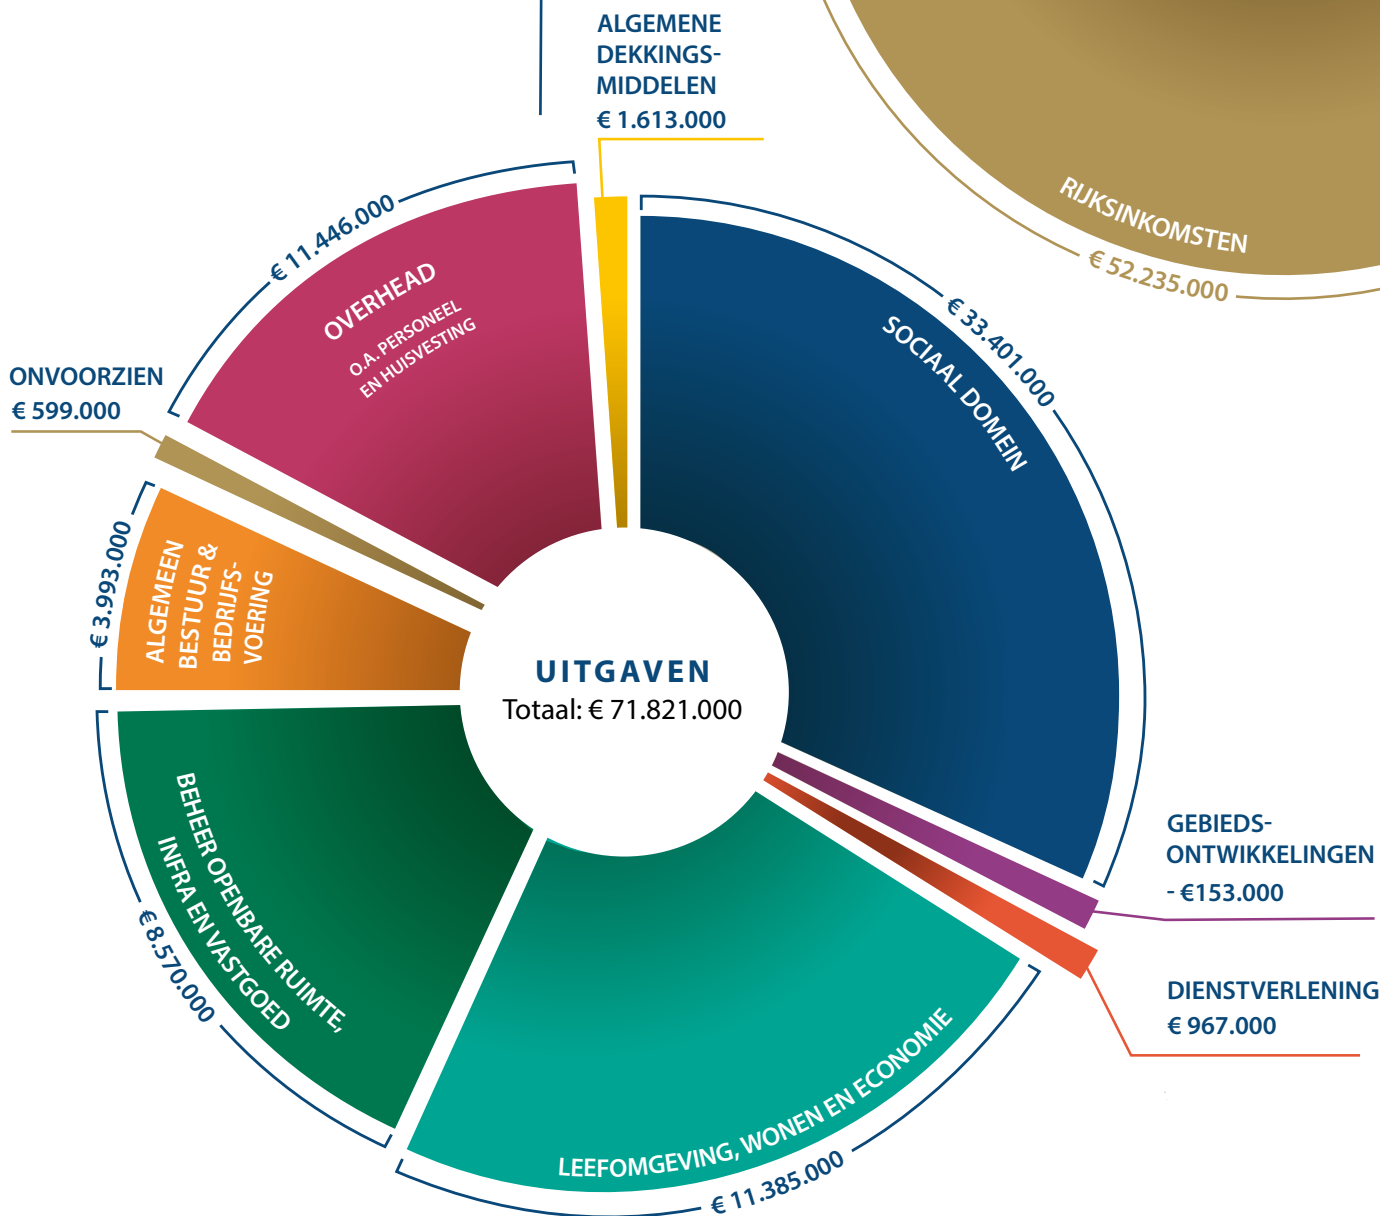 ALGEMENE
DEKKINGS-
MIDDELEN
€ 1.613.000
RIJKSINKOMSTEN
€ 52.235.000
€ 11.446.000
OVERHEAD
O.A. PERSONEEL
EN HUISVESTING
€ 33.401.000
SOCIAAL DOMEIN
ONVOORZIEN
€ 599.000
€ 3.993.000
ALGEMEEN
BESTUUR &
BEDRIJFS-
VOERING
UITGAVEN
Totaal: € 71.821.000
BEHEER OPENBARE RUIMTE,
INFRA EN VASTGOED
€ 8.570.000
GEBIEDS-
ONTWIKKELINGEN
- €153.000
DIENSTVERLENING
€ 967.000
LEEFOMGEVING, WONEN EN ECONOMIE
€ 11.385.000